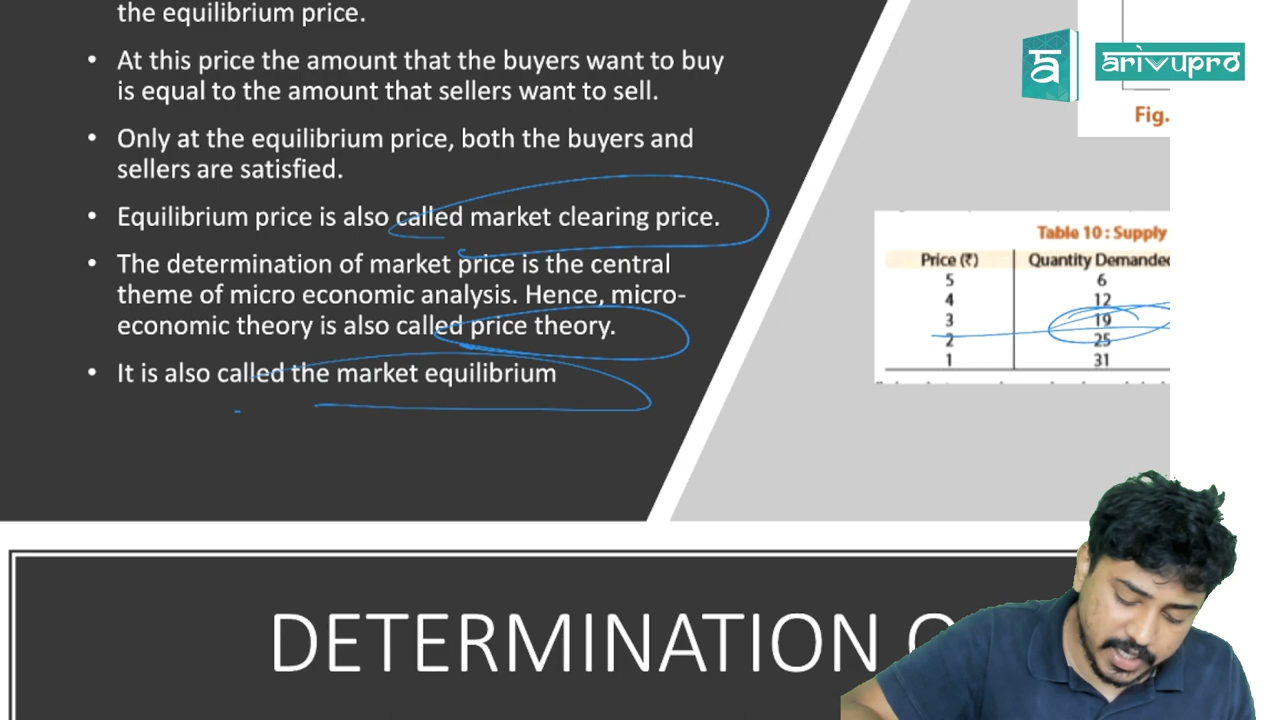 the equilibrium price.
• At this price the amount that the buyers want to buy
is equal to the amount that sellers want to sell.
• Only at the equilibrium price, both the buyers and
sellers are satisfied.
• Equilibrium price is also called market clearing price.
• The determination of market price is the central
theme of micro economic analysis. Hence, micro-
economic theory is also called price theory.
• It is also called the market equilibrium
ā arivupro
Fig.
Table 10 : Supply
Price (₹) Quantity Demanded
5 6
4 12
3 19
2 25
1 31
DETERMINATION O